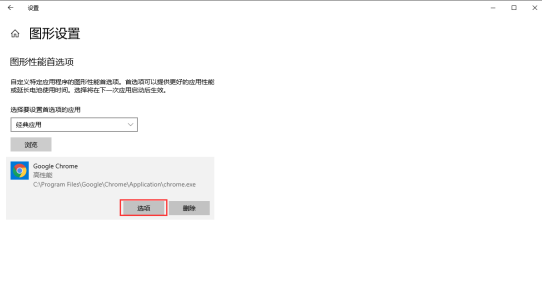 设置
图形设置
图形性能首选项
自定义特定应用程序的图形性能首选项。首选项可以提供更好的应用性能
或延长电池使用时间。选择将在下一次应用启动后生效。
选择要设置首选项的应用
经典应用
浏览
Google Chrome
高性能
C:\Program Files\Google\Chrome\Application\chrome.exe
选项
删除